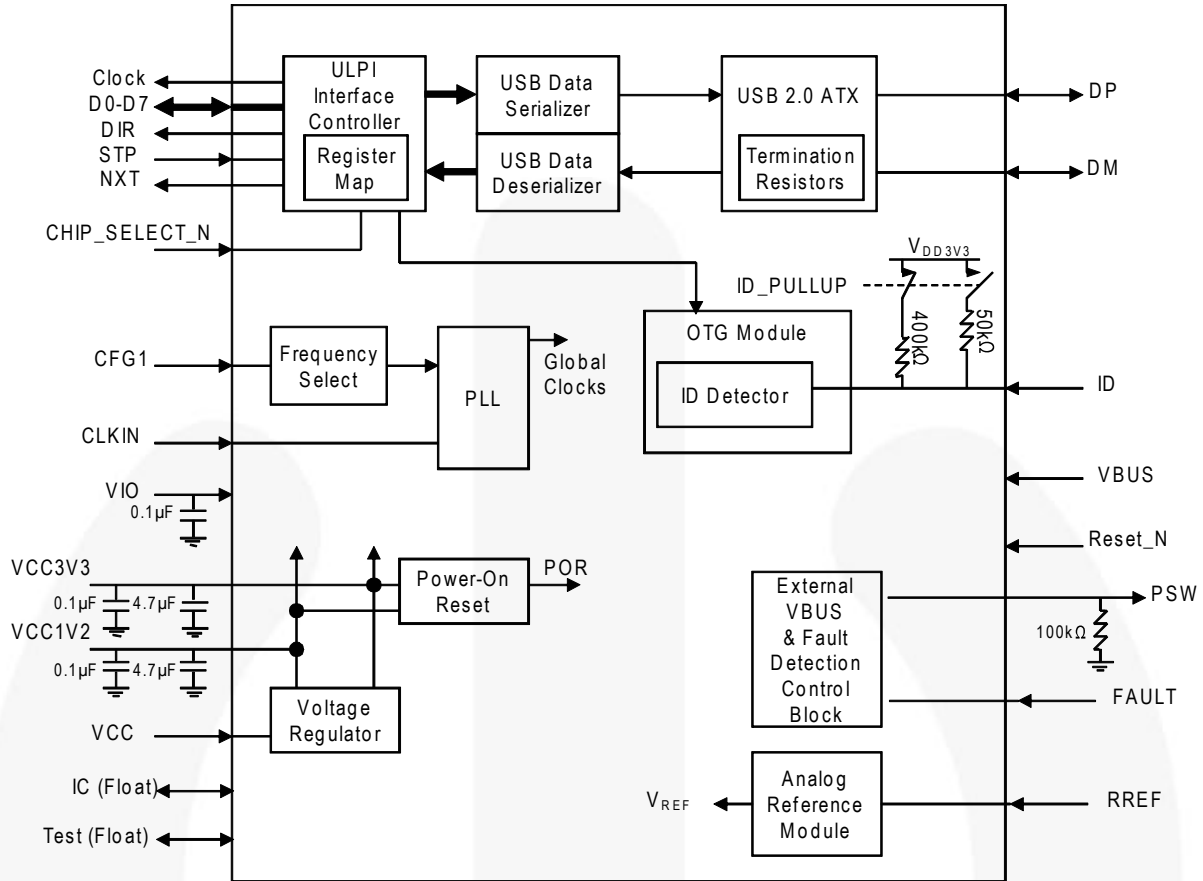 Clock
D0-D7
DIR
STP
NXT
CHIP_SELECT_N
ULPI
Interface
Controller
Register
Map
USB Data
Serializer
USB Data
Deserializer
USB 2.0 ATX
Termination
Resistors
DP
DM
VDD3V3
ID_PULLUP
400kΩ
50kΩ
OTG Module
ID Detector
ID
CFG1
Frequency
Select
PLL
Global
Clocks
CLKIN
VIO
0.1µF
VBUS
Reset_N
VCC3V3
0.1µF
4.7µF
Power-On
Reset
POR
VCC1V2
0.1µF
4.7µF
External
VBUS
& Fault
Detection
Control
Block
PSW
100kΩ
FAULT
Voltage
Regulator
VCC
IC (Float)
Test (Float)
VREF
Analog
Reference
Module
RREF